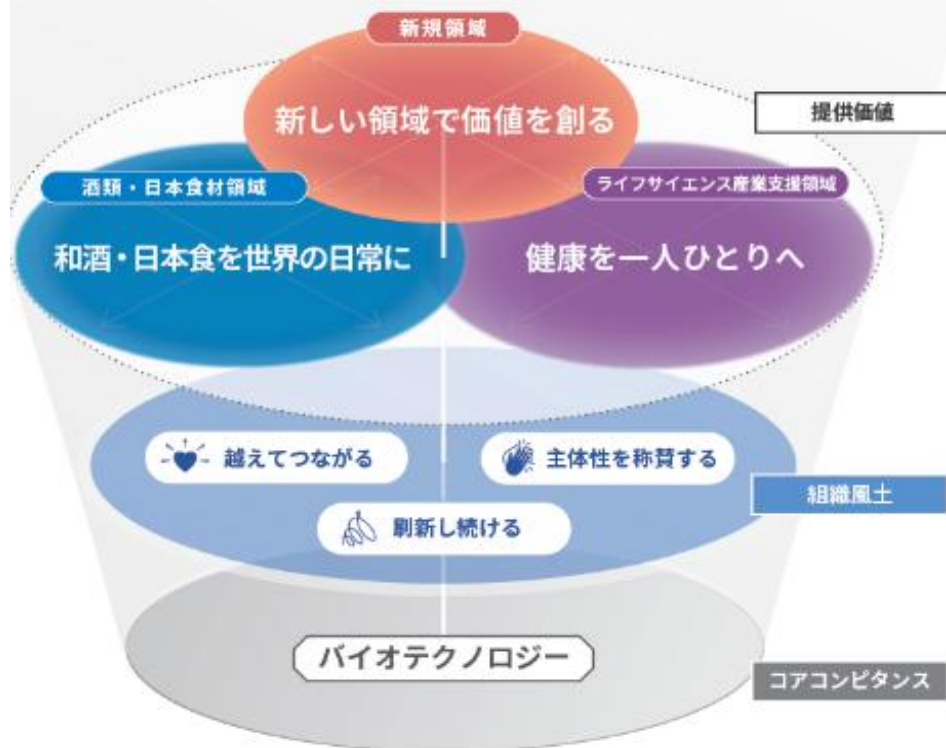 新規領域
新しい領域で価値を創る
提供価値
酒類・日本食材領域
ライフサイエンス産業支援領域
和酒・日本食を世界の日常に
健康を一人ひとりへ
越えてつながる
主体性を称賛する
組織風土
刷新し続ける
バイオテクノロジー
コアコンピタンス